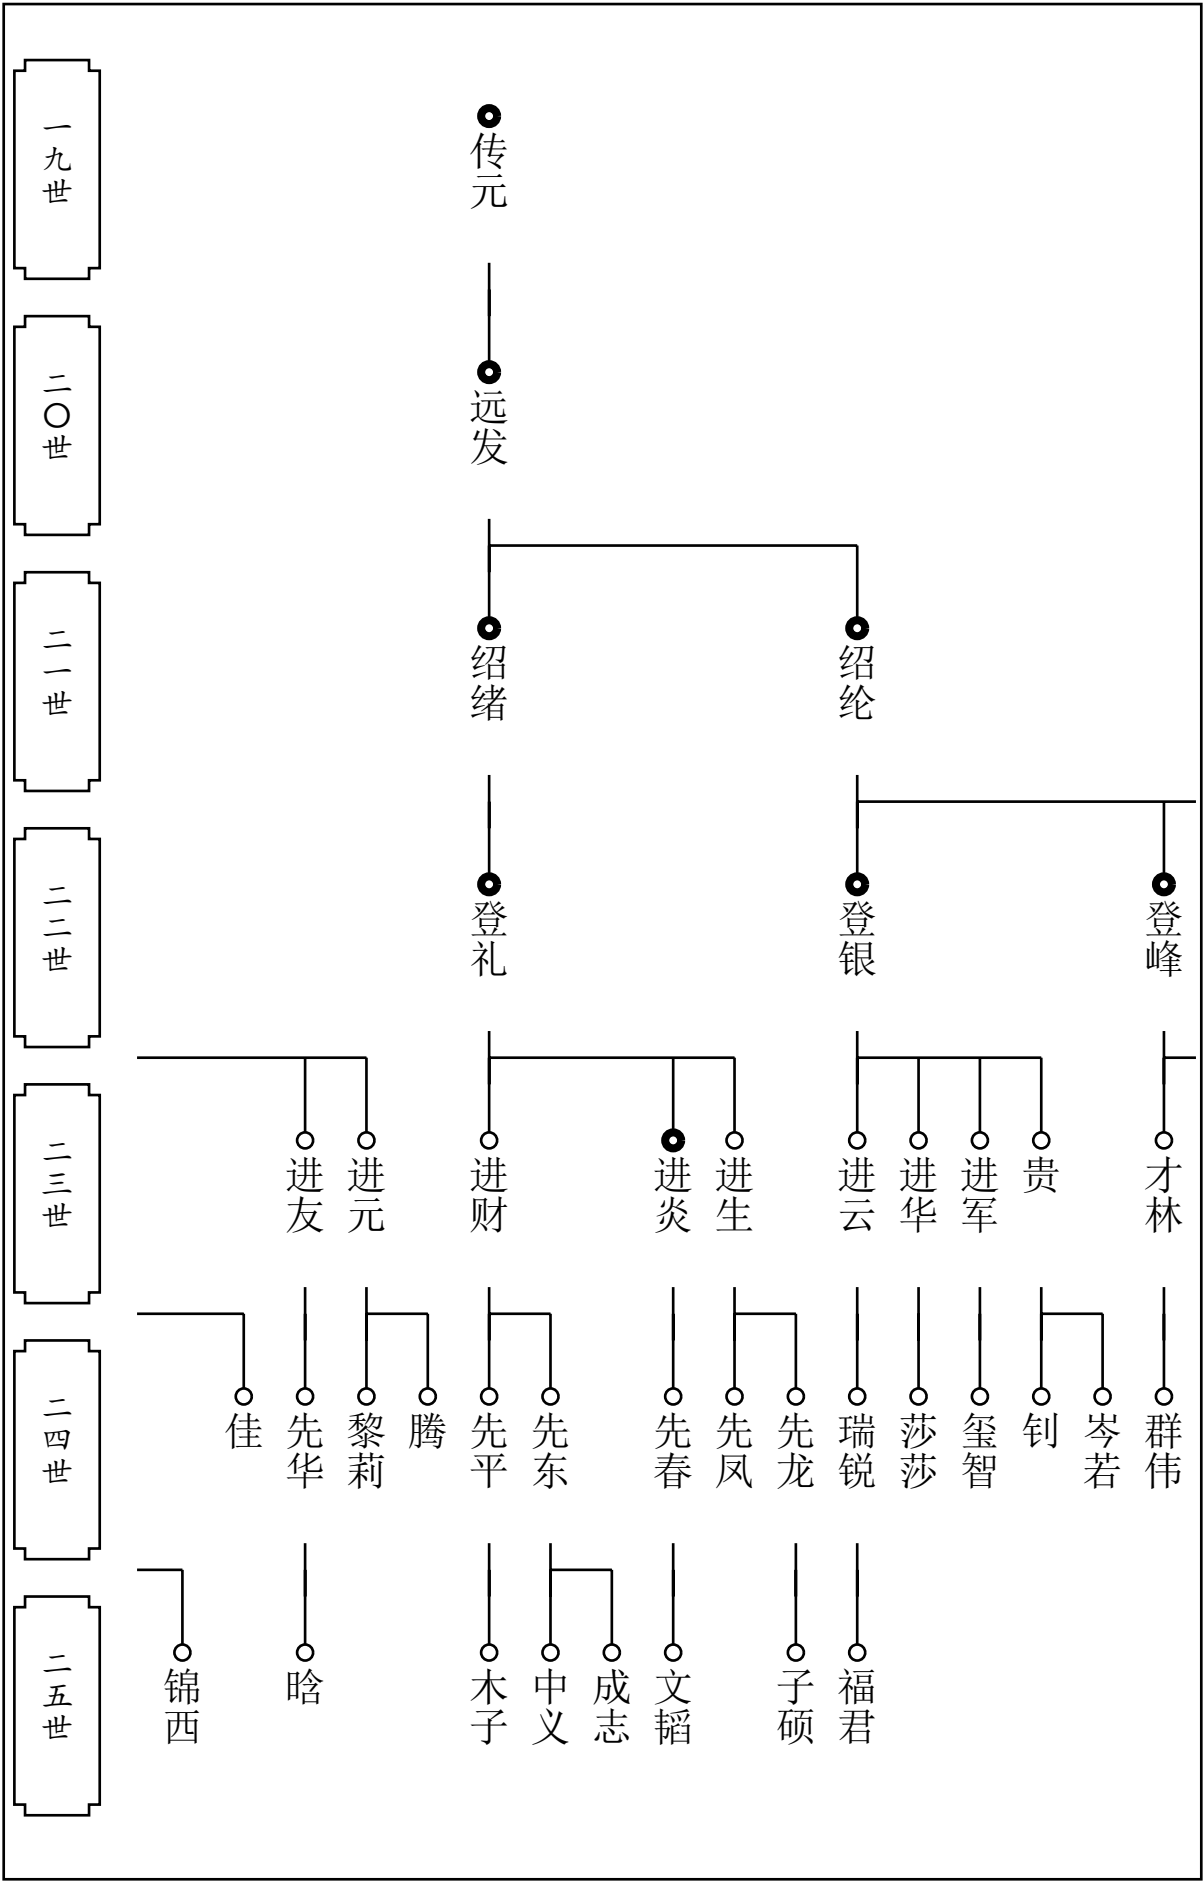 一九世
传元
二〇世
远发
二一世
绍绪
绍纶
二二世
登礼
登银
登峰
二三世
进友
进元
进财
进炎
进生
进云
进华
进军
贵
才林
二四世
佳
先华
黎莉
腾
先平
先东
先春
先凤
先龙
瑞锐
莎莎
玺智
钊
岑若
群伟
二五世
锦西
晗
木子
中义
成志
文韬
子硕
福君